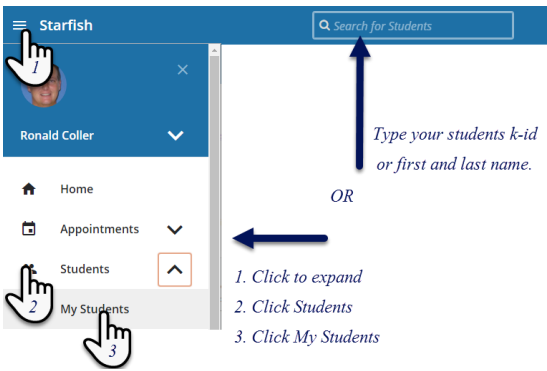 Starfish
Search for Students
1
Ronald Coller
Type your students k-id
or first and last name.
Home
OR
Appointments
Students
1. Click to expand
2
2. Click Students
My Students
3. Click My Students
3